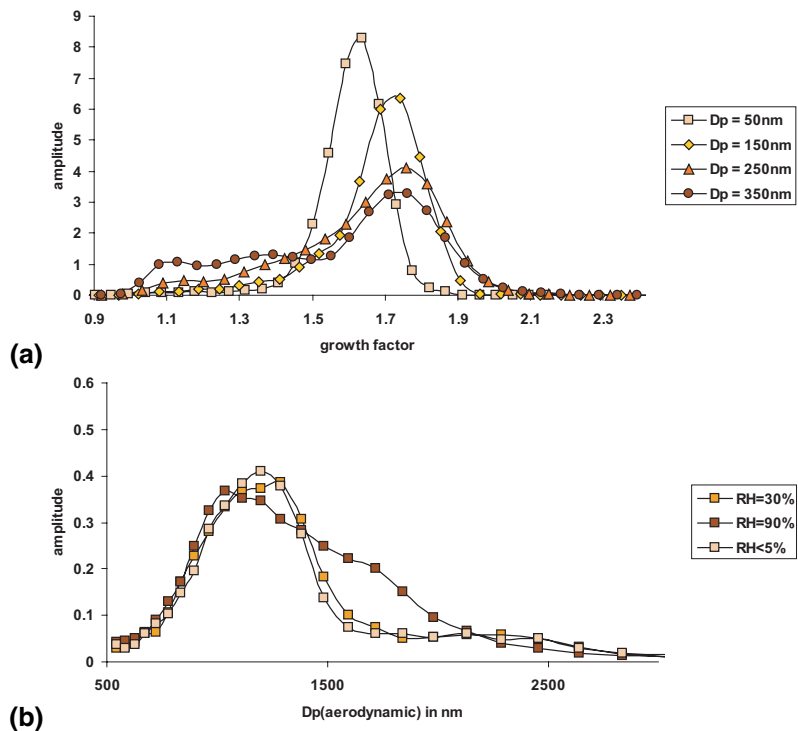 9
8
7
6
5
4
3
2
1
0
amplitude
0.9 1.1 1.3 1.5 1.7 1.9 2.1 2.3
growth factor
Dp = 50nm
Dp = 150nm
Dp = 250nm
Dp = 350nm
(a)
0.6
0.5
0.4
0.3
0.2
0.1
0
amplitude
500 1500 2500
Dp(aerodynamic) in nm
RH=30%
RH=90%
RH<5%
(b)